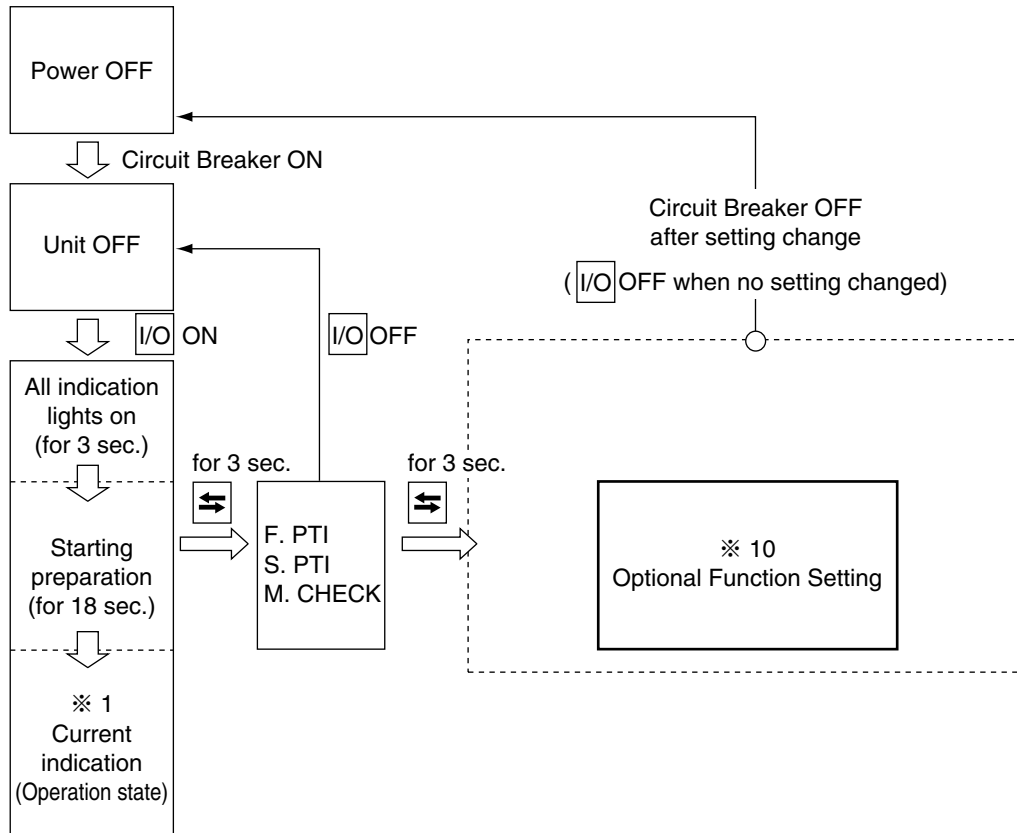 Power OFF
Circuit Breaker ON
Unit OFF
I/O ON
I/O OFF
Circuit Breaker OFF
after setting change
( I/O OFF when no setting changed)
All indication
lights on
(for 3 sec.)
for 3 sec.
for 3 sec.
Starting
preparation
(for 18 sec.)
F. PTI
S. PTI
M. CHECK
※ 10
Optional Function Setting
※ 1
Current
indication
(Operation state)